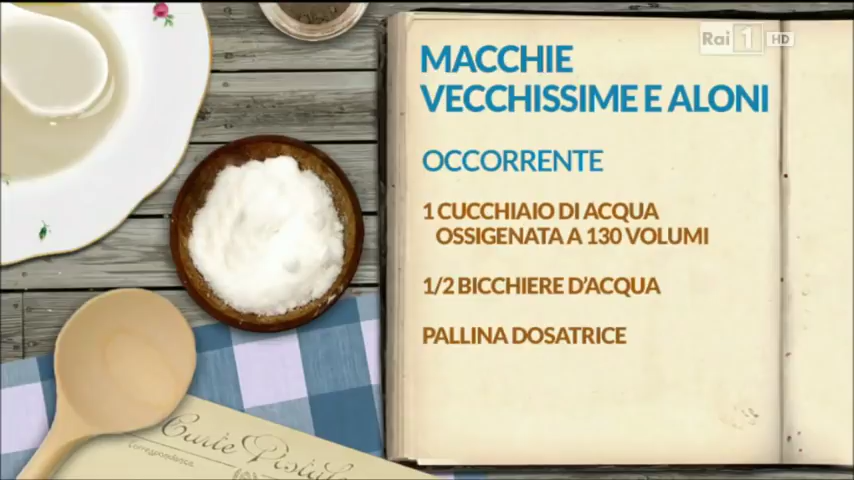 Rai 1 HD
MACCHIE
VECCHISSIME E ALONI
OCCORRENTE
1 CUCCHIAIO DI ACQUA
OSSIGENATA A 130 VOLUMI
1/2 BICCHIERE D'ACQUA
PALLINA DOSATRICE
Carte Postale
Correspondance.